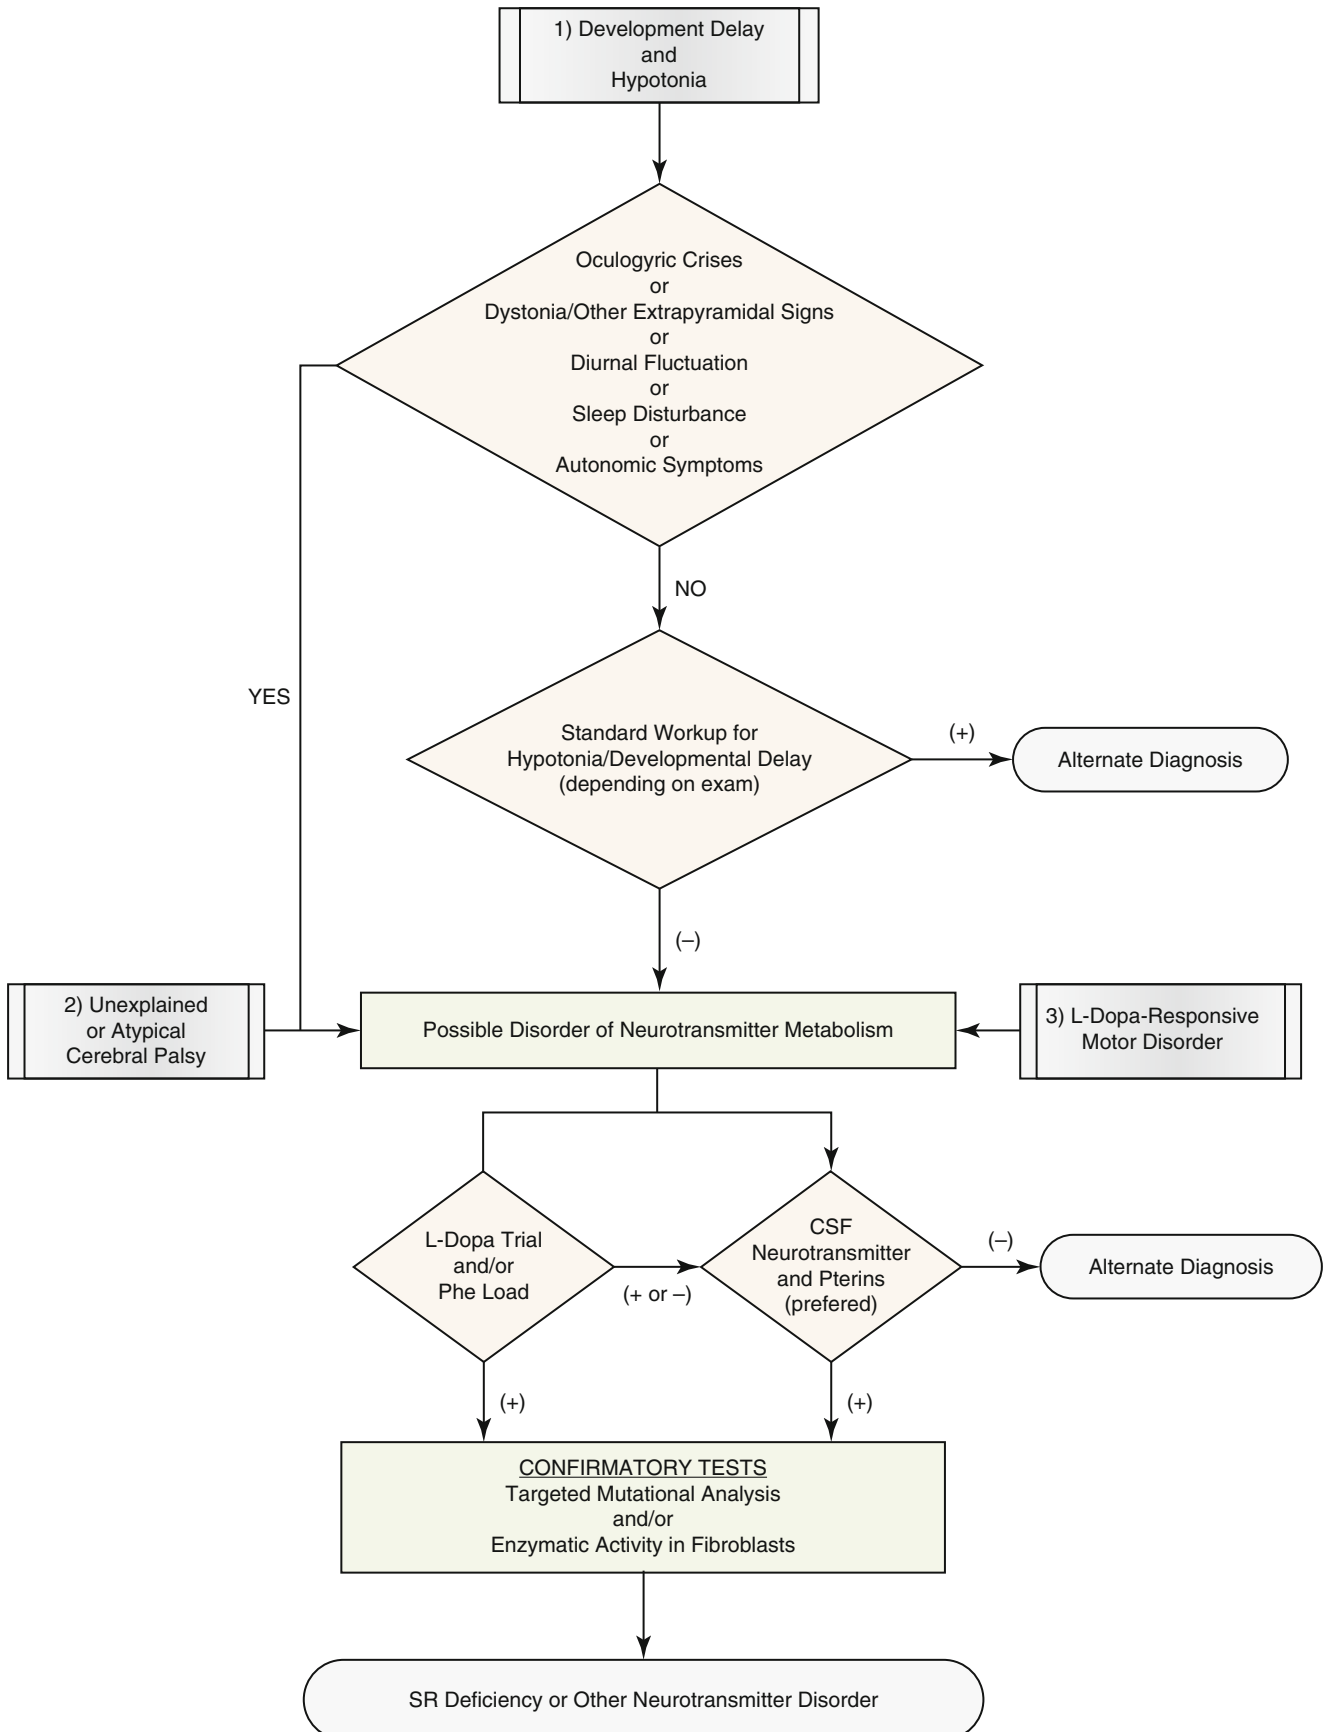 1) Development Delay
and
Hypotonia
Oculogyric Crises
or
Dystonia/Other Extrapyramidal Signs
or
Diurnal Fluctuation
or
Sleep Disturbance
or
Autonomic Symptoms
NO
YES
Standard Workup for
Hypotonia/Developmental Delay
(depending on exam)
(+)
Alternate Diagnosis
(–)
2) Unexplained
or Atypical
Cerebral Palsy
Possible Disorder of Neurotransmitter Metabolism
3) L-Dopa-Responsive
Motor Disorder
L-Dopa Trial
and/or
Phe Load
(+ or –)
CSF
Neurotransmitter
and Pterins
(prefered)
(–)
Alternate Diagnosis
(+)
(+)
CONFIRMATORY TESTS
Targeted Mutational Analysis
and/or
Enzymatic Activity in Fibroblasts
SR Deficiency or Other Neurotransmitter Disorder